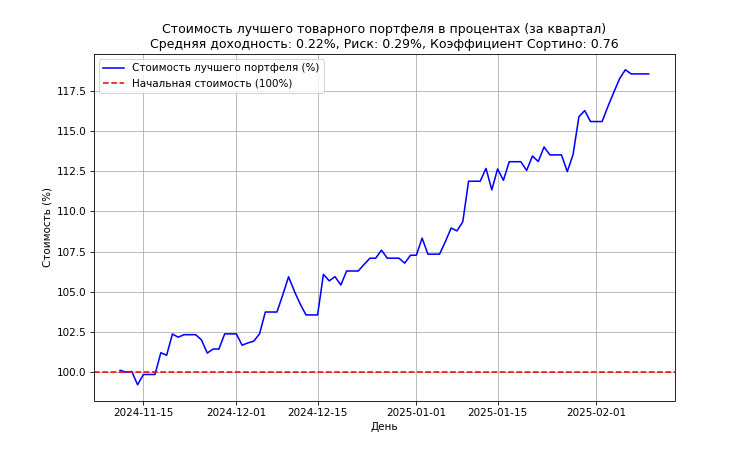 Стоимость лучшего товарного портфеля в процентах (за квартал)
Средняя доходность: 0.22%, Риск: 0.29%, Коэффициент Сортино: 0.76
Стоимость лучшего портфеля (%)
Начальная стоимость (100%)
Стоимость (%)
117.5
115.0
112.5
110.0
107.5
105.0
102.5
100.0
2024-11-15
2024-12-01
2024-12-15
2025-01-01
2025-01-15
2025-02-01
День